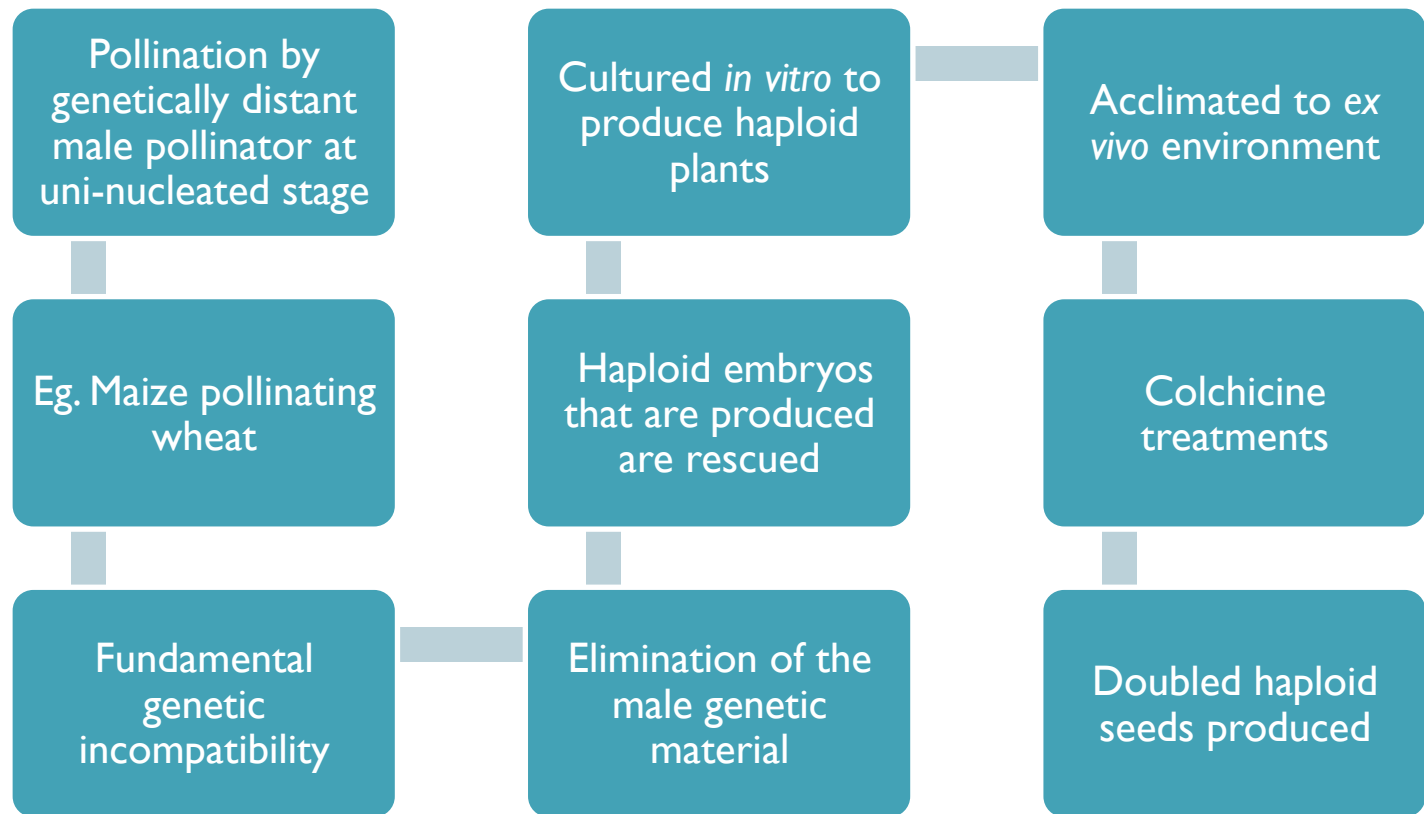 Pollination by
genetically distant
male pollinator at
uni-nucleated stage
Eg. Maize pollinating
wheat
Fundamental
genetic
incompatibility
Elimination of the
male genetic
material
Haploid embryos
that are produced
are rescued
Cultured in vitro to
produce haploid
plants
Acclimated to ex
vivo environment
Colchicine
treatments
Doubled haploid
seeds produced